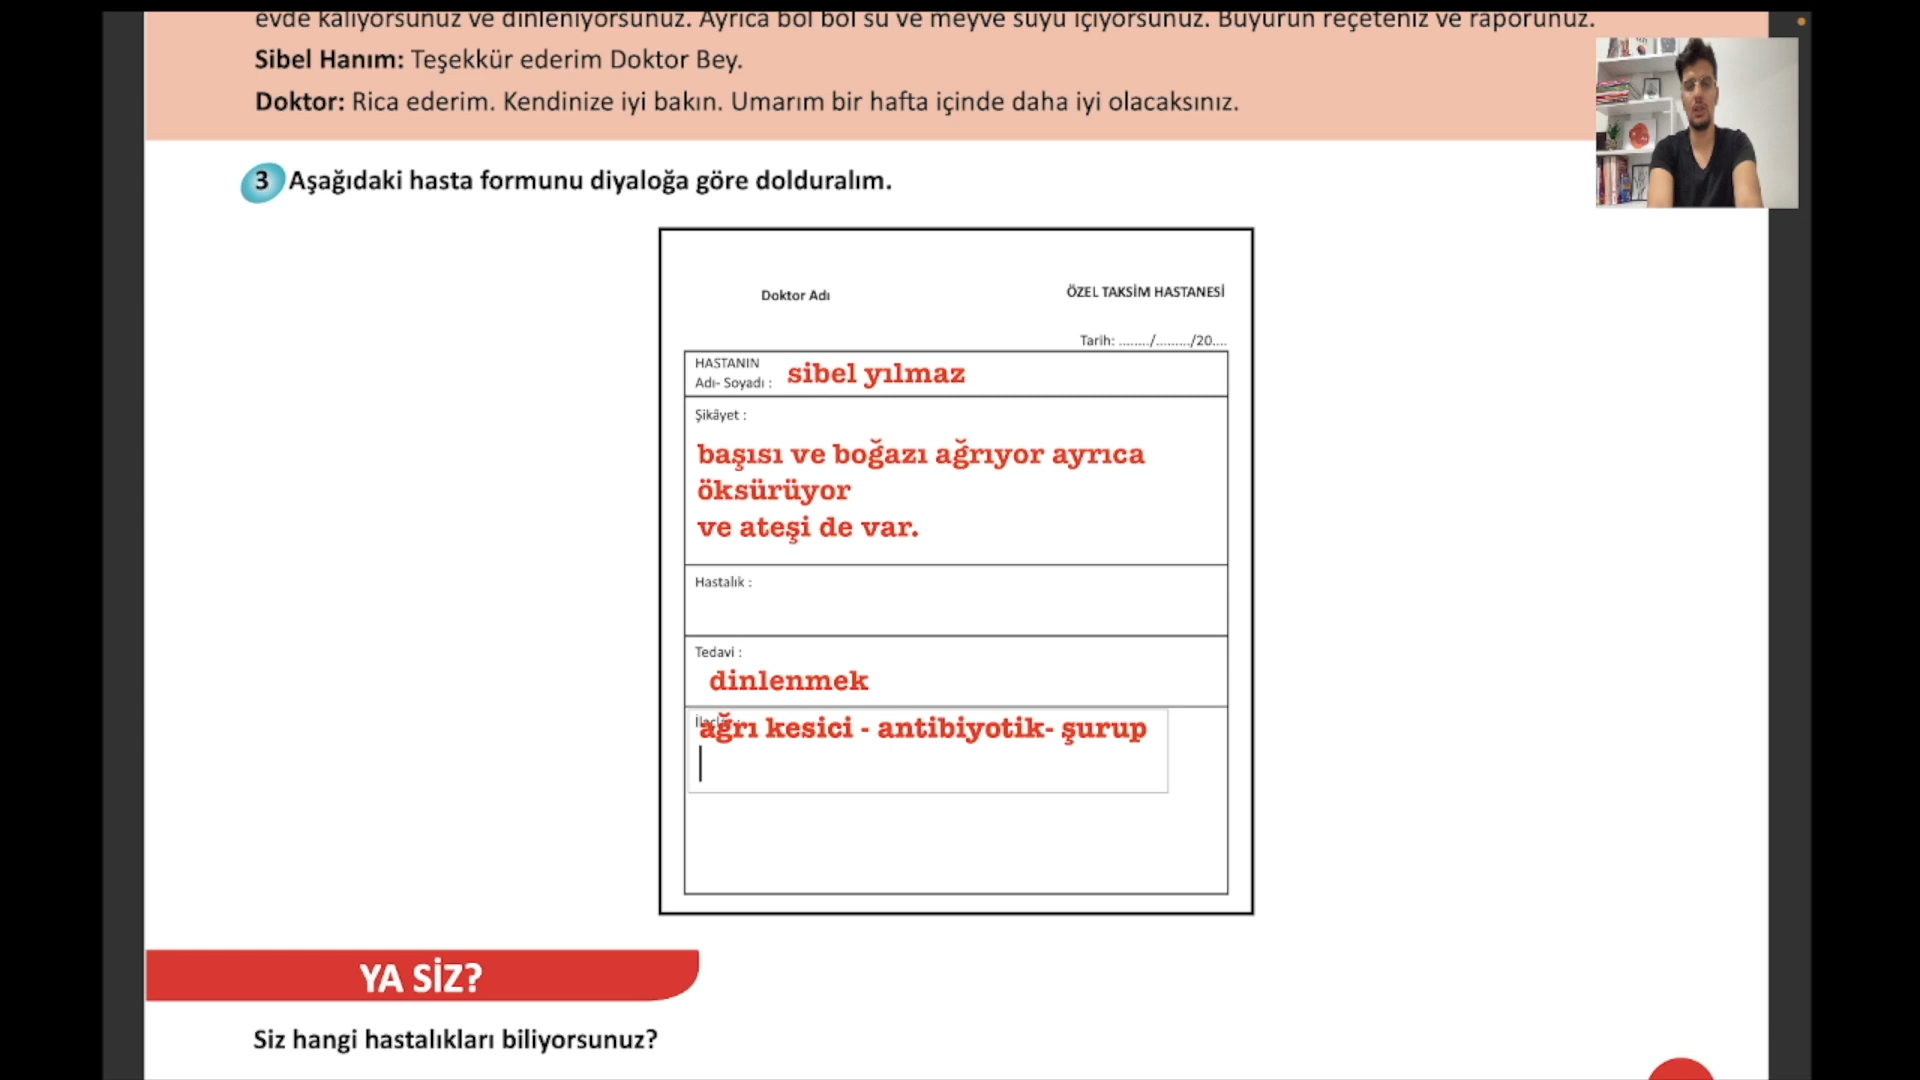 evde kalıyorsunuz ve dinleniyorsunuz. Ayrıca bol bol su ve meyve suyu içiyorsunuz. Buyurun reçeteniz ve raporunuz.
Sibel Hanım: Teşekkür ederim Doktor Bey.
Doktor: Rica ederim. Kendinize iyi bakın. Umarım bir hafta içinde daha iyi olacaksınız.
3 Aşağıdaki hasta formunu diyaloğa göre dolduralım.
Doktor Adı
ÖZEL TAKSİM HASTANESİ
Tarih: ......../........./20....
HASTANIN
Adı- Soyadı : sibel yılmaz
Şikâyet :
başısı ve boğazı ağrıyor ayrıca
öksürüyor
ve ateşi de var.
Hastalık :
Tedavi :
dinlenmek
ağrı kesici - antibiyotik- şurup
YA SİZ?
Siz hangi hastalıkları biliyorsunuz?